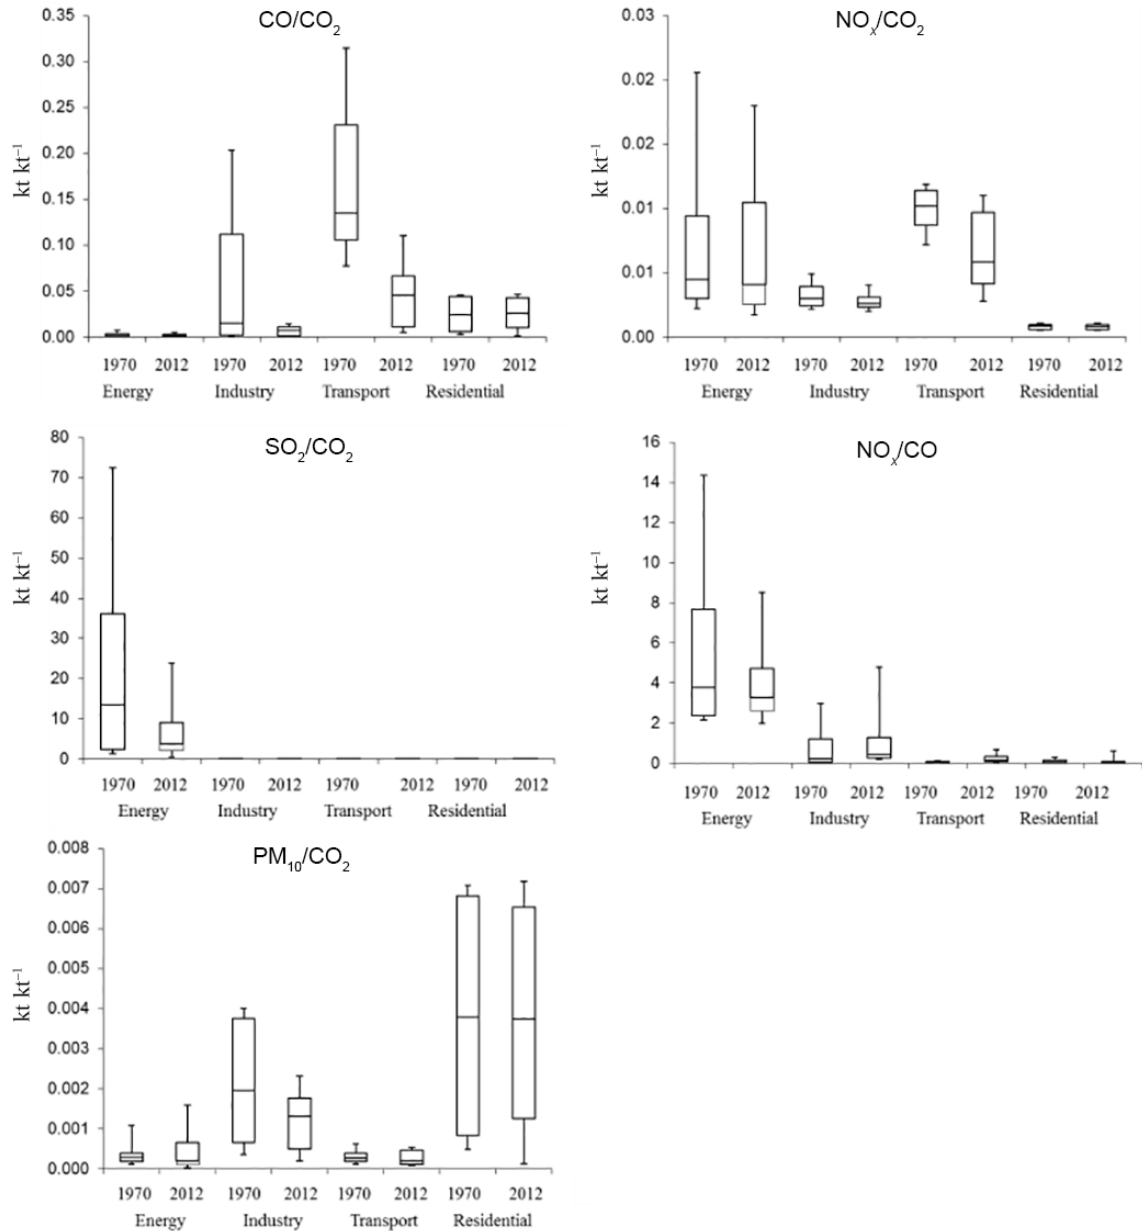 CO/CO₂
kt kt⁻¹
0.35
0.30
0.25
0.20
0.15
0.10
0.05
0.00
1970 2012 1970 2012 1970 2012 1970 2012
Energy Industry Transport Residential
NOₓ/CO₂
kt kt⁻¹
0.03
0.02
0.02
0.01
0.01
0.00
1970 2012 1970 2012 1970 2012 1970 2012
Energy Industry Transport Residential
SO₂/CO₂
kt kt⁻¹
80
70
60
50
40
30
20
10
0
1970 2012 1970 2012 1970 2012 1970 2012
Energy Industry Transport Residential
NOₓ/CO
kt kt⁻¹
16
14
12
10
8
6
4
2
0
1970 2012 1970 2012 1970 2012 1970 2012
Energy Industry Transport Residential
PM₁₀/CO₂
kt kt⁻¹
0.008
0.007
0.006
0.005
0.004
0.003
0.002
0.001
0.000
1970 2012 1970 2012 1970 2012 1970 2012
Energy Industry Transport Residential